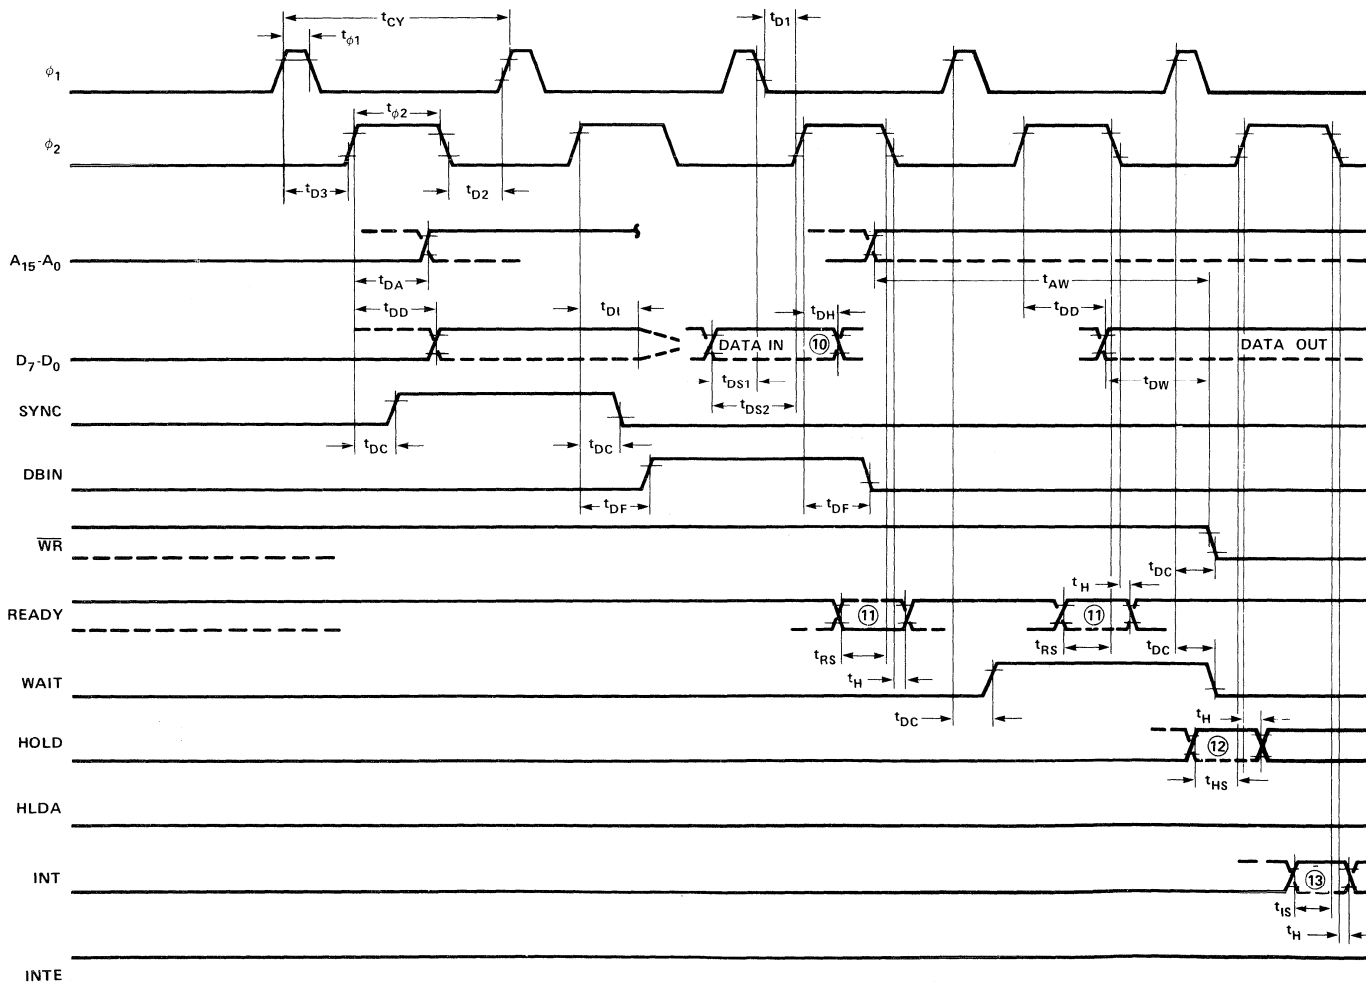 tCY
tD1
tϕ1
ϕ1
tϕ2
ϕ2
tD3
tD2
A15-A0
tDA
tAW
tDD
tDI
tDH
tDD
D7-D0
DATA IN
10
DATA OUT
tDS1
tDW
SYNC
tDS2
tDC
tDC
DBIN
tDF
tDF
WR
tDC
tH
READY
11
11
tRS
tRS
tDC
WAIT
tH
tDC
tH
HOLD
12
tHS
HLDA
INT
13
tIS
tH
INTE